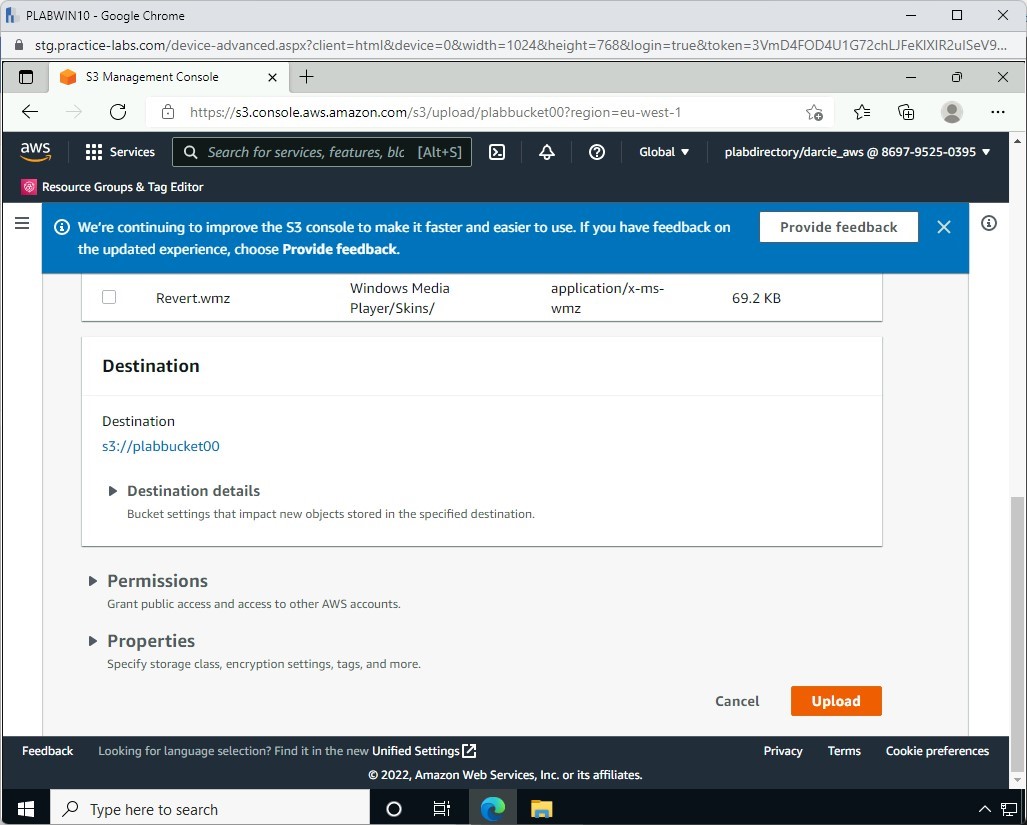 PLABWIN10 - Google Chrome
stg.practice-labs.com/device-advanced.aspx?client=html&device=0&width=1024&height=768&login=true&token=3VmD4FOD4U1G72chLJFeKlXIR2uISeV9...
S3 Management Console
https://s3.console.aws.amazon.com/s3/upload/plabbucket00?region=eu-west-1
aws
Services
Search for services, features, blc [Alt+S]
Global
plabdirectory/darcie_aws @ 8697-9525-0395
Resource Groups & Tag Editor
We're continuing to improve the S3 console to make it faster and easier to use. If you have feedback on
the updated experience, choose Provide feedback.
Provide feedback
Revert.wmz
Windows Media
Player/Skins/
application/x-ms-
wmz
69.2 KB
Destination
Destination
s3://plabbucket00
Destination details
Bucket settings that impact new objects stored in the specified destination.
Permissions
Grant public access and access to other AWS accounts.
Properties
Specify storage class, encryption settings, tags, and more.
Cancel
Upload
Feedback
Looking for language selection? Find it in the new Unified Settings
Privacy
Terms
Cookie preferences
© 2022, Amazon Web Services, Inc. or its affiliates.
Type here to search